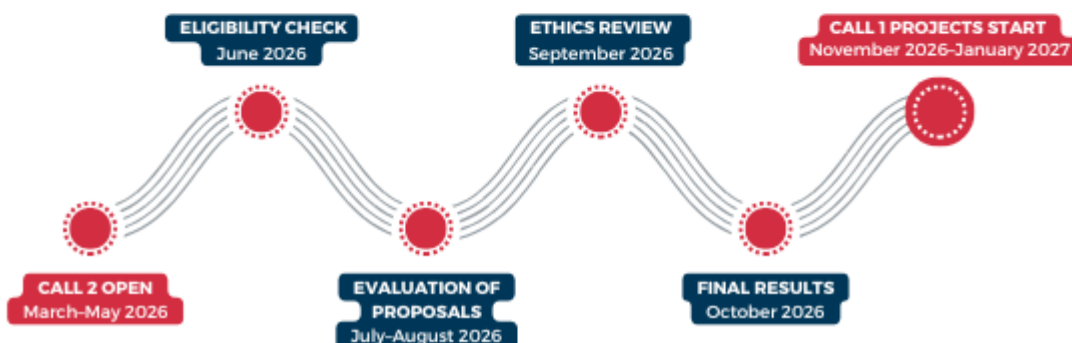 ELIGIBILITY CHECK
June 2026
ETHICS REVIEW
September 2026
CALL 1 PROJECTS START
November 2026–January 2027
CALL 2 OPEN
March–May 2026
EVALUATION OF
PROPOSALS
July–August 2026
FINAL RESULTS
October 2026